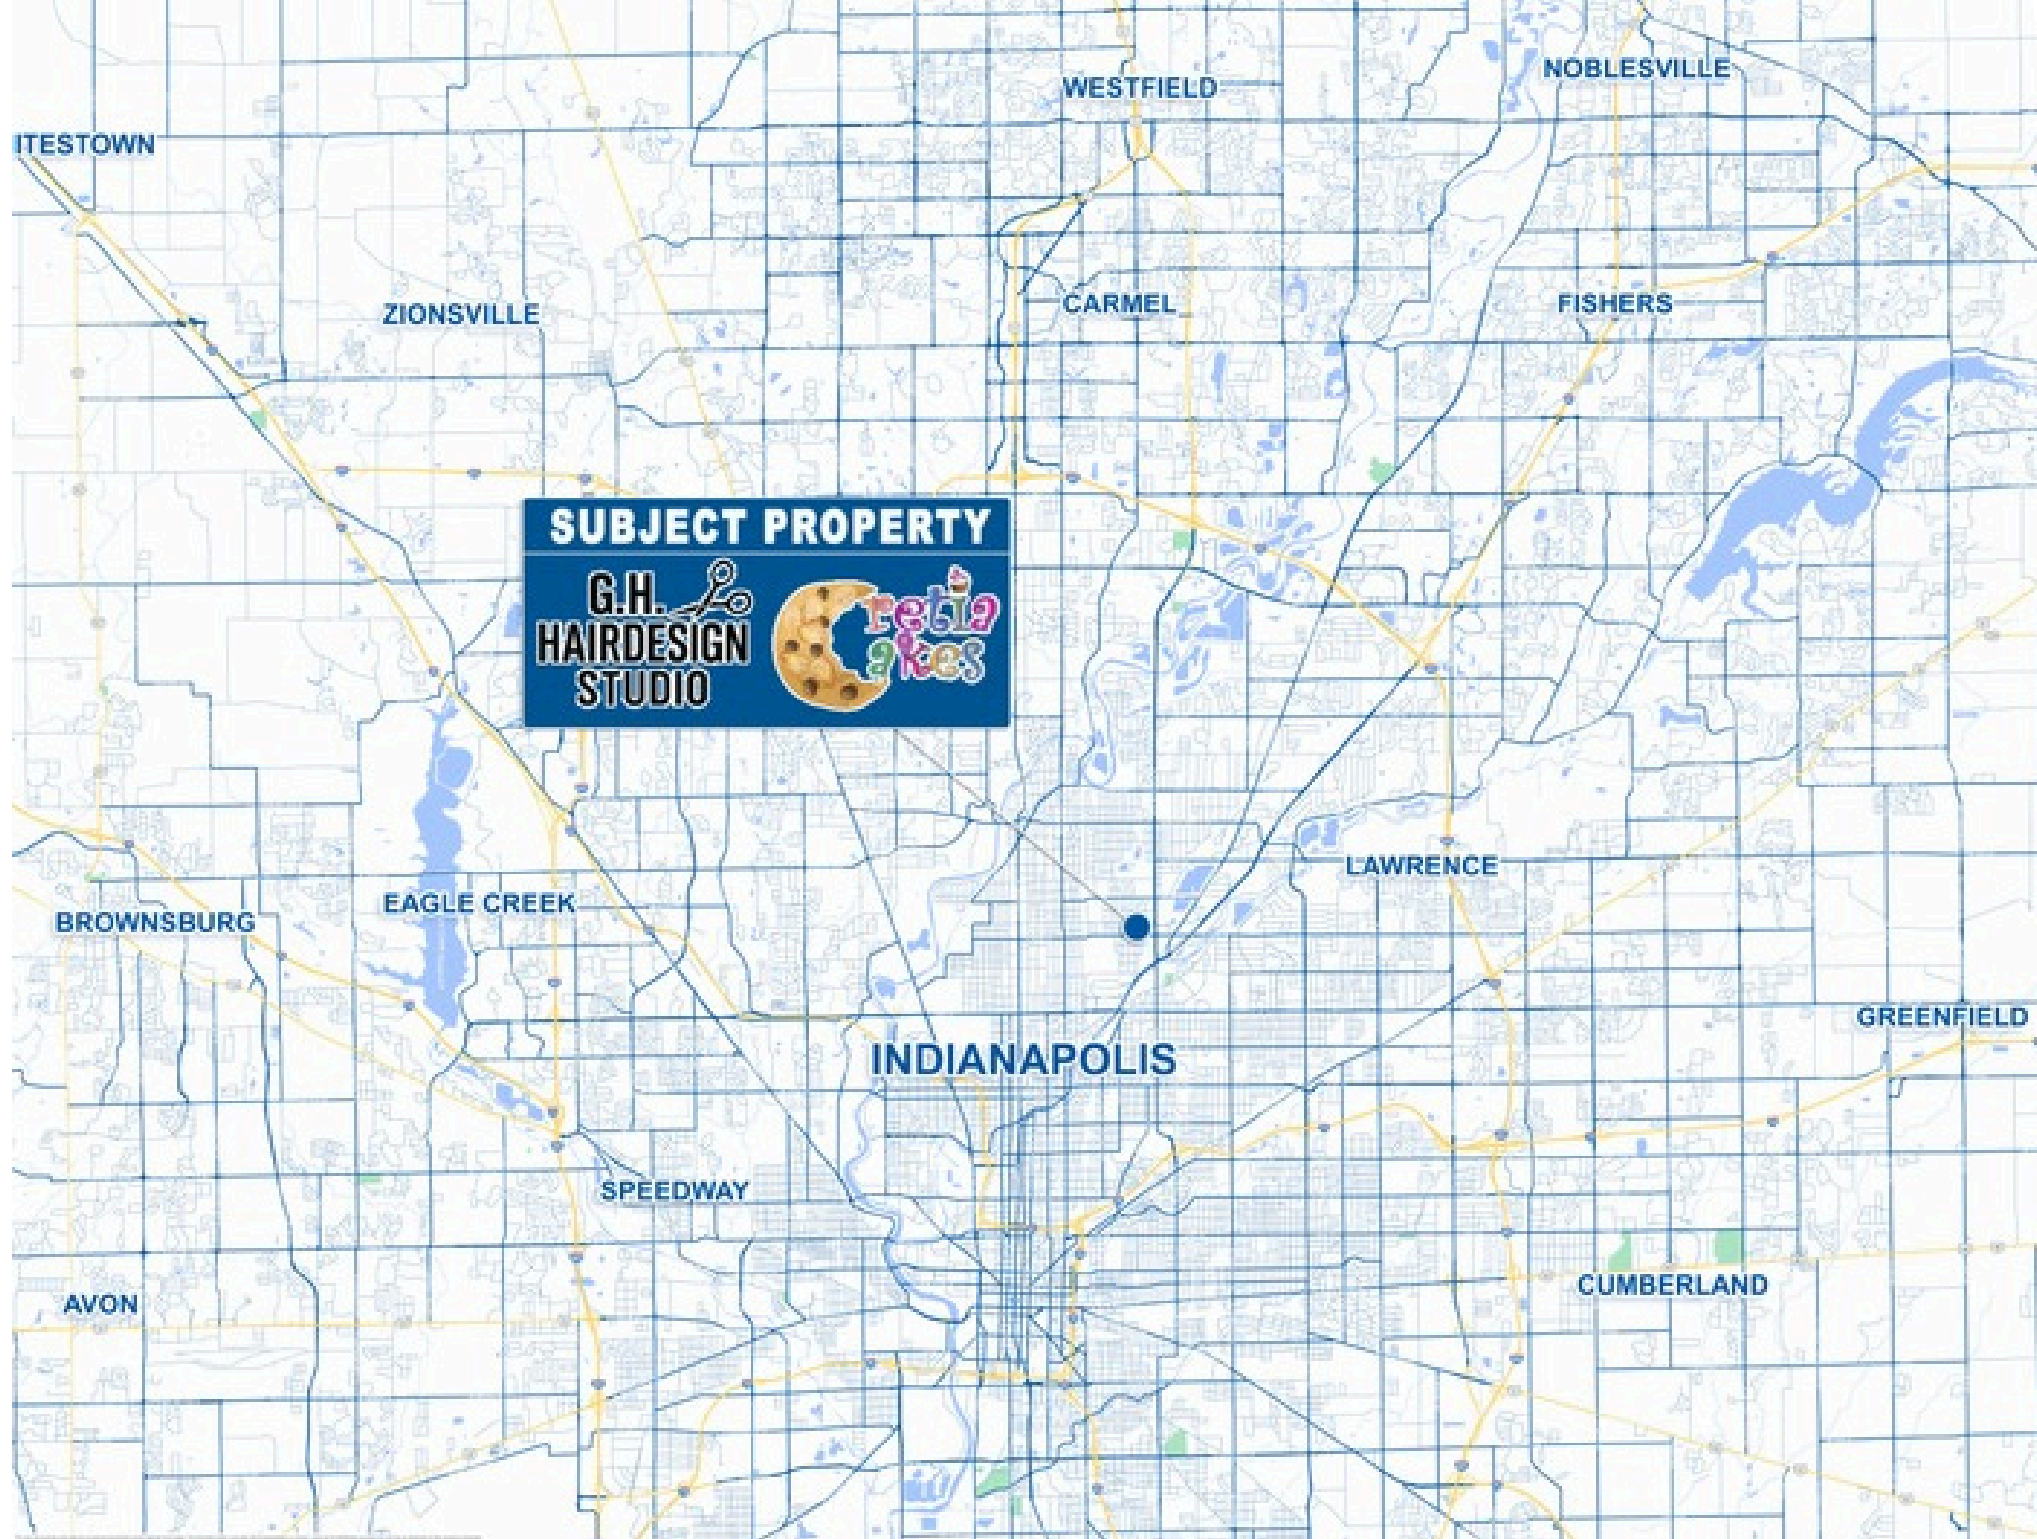 WESTFIELD
NOBLESVILLE
ITESTOWN
ZIONSVILLE
CARMEL
FISHERS
SUBJECT PROPERTY
G.H.
HAIRDESIGN
STUDIO
Cretia
akes
LAWRENCE
EAGLE CREEK
BROWNSBURG
GREENFIELD
INDIANAPOLIS
SPEEDWAY
CUMBERLAND
AVON